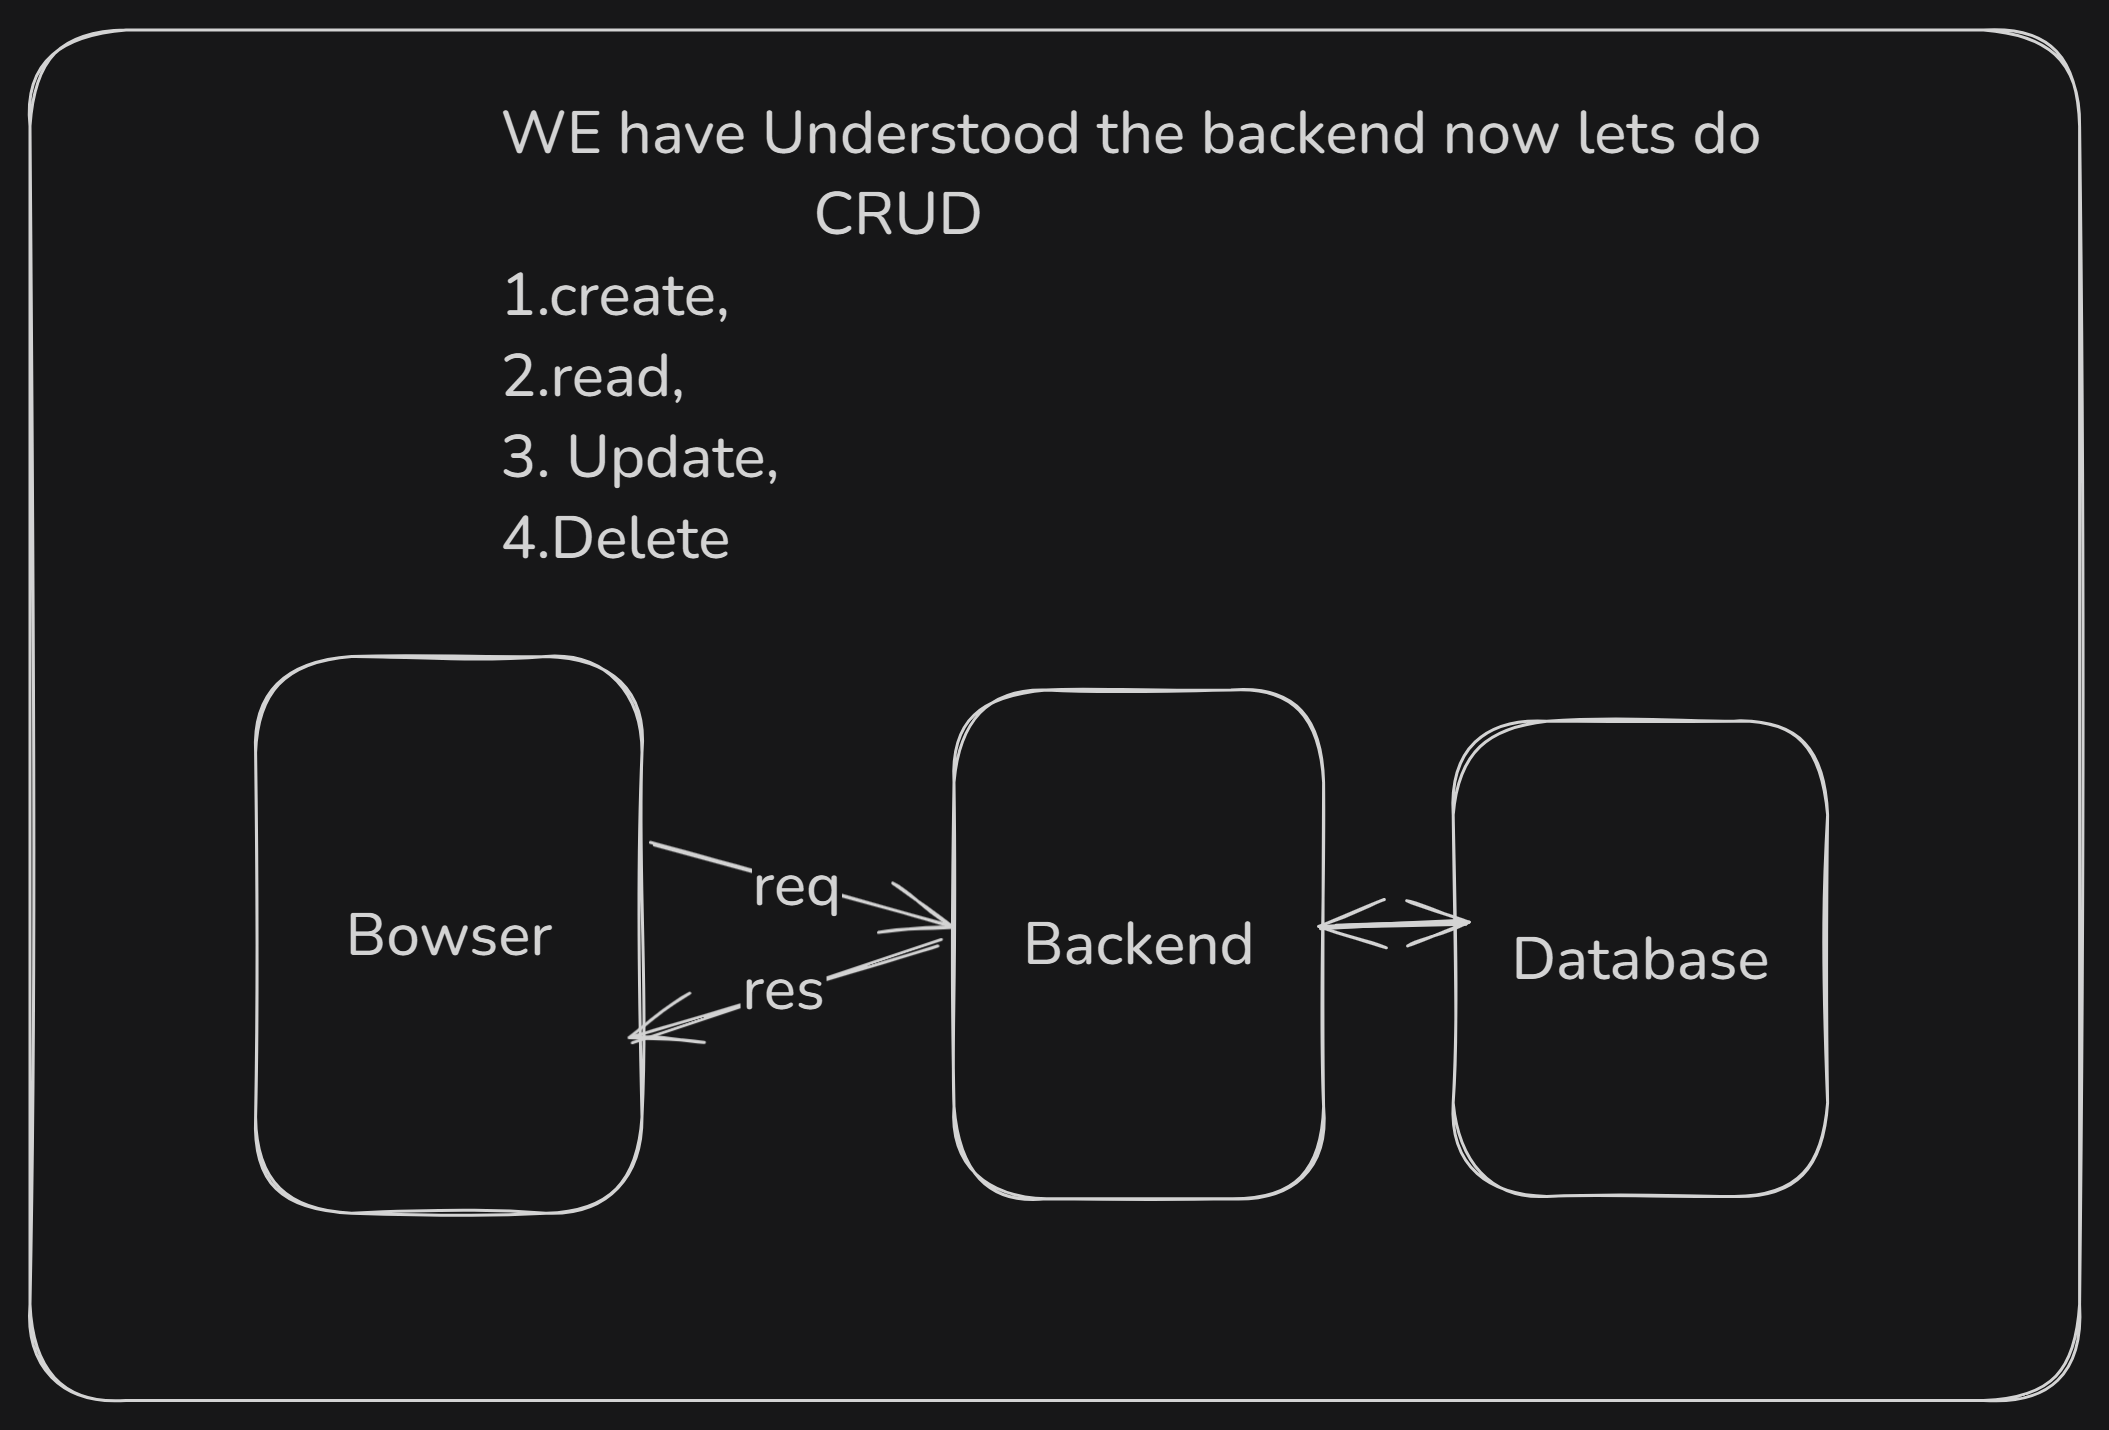 WE have Understood the backend now lets do
CRUD
1.create,
2.read,
3. Update,
4.Delete
Bowser
req
res
Backend
Database